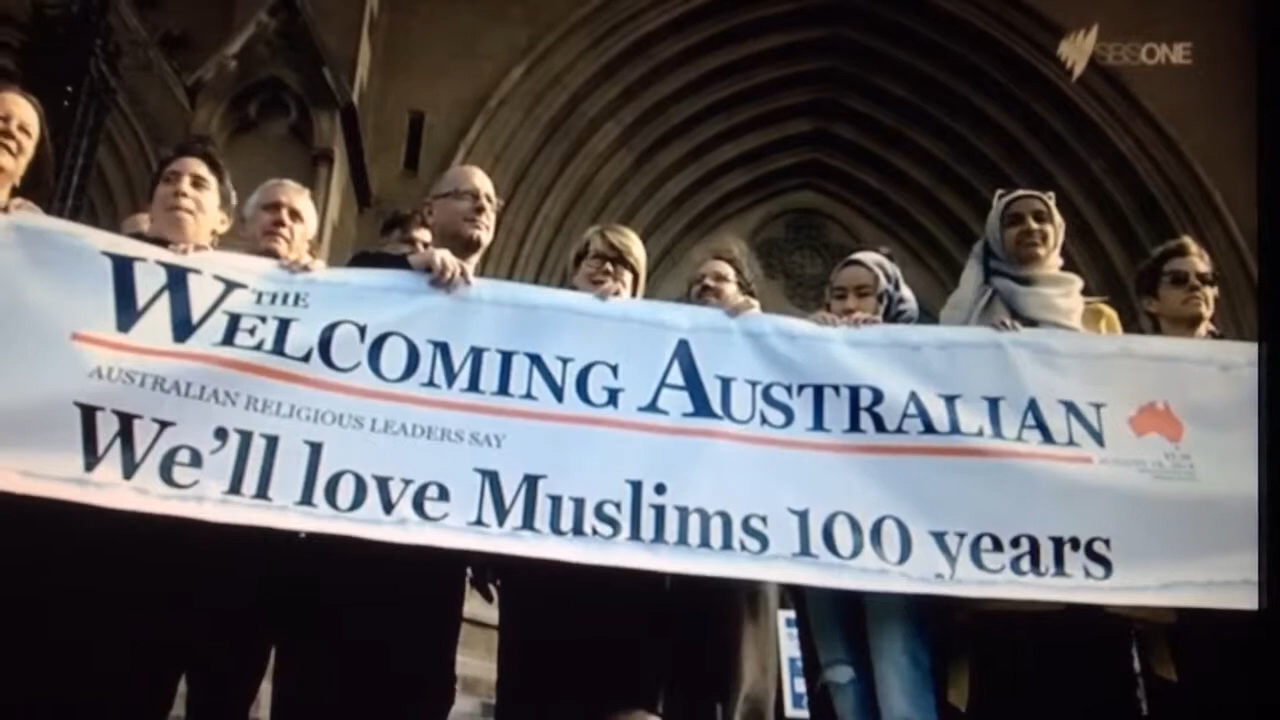 SBS ONE
THE
WELCOMING AUSTRALIAN
AUSTRALIAN RELIGIOUS LEADERS SAY
We'll love Muslims 100 years